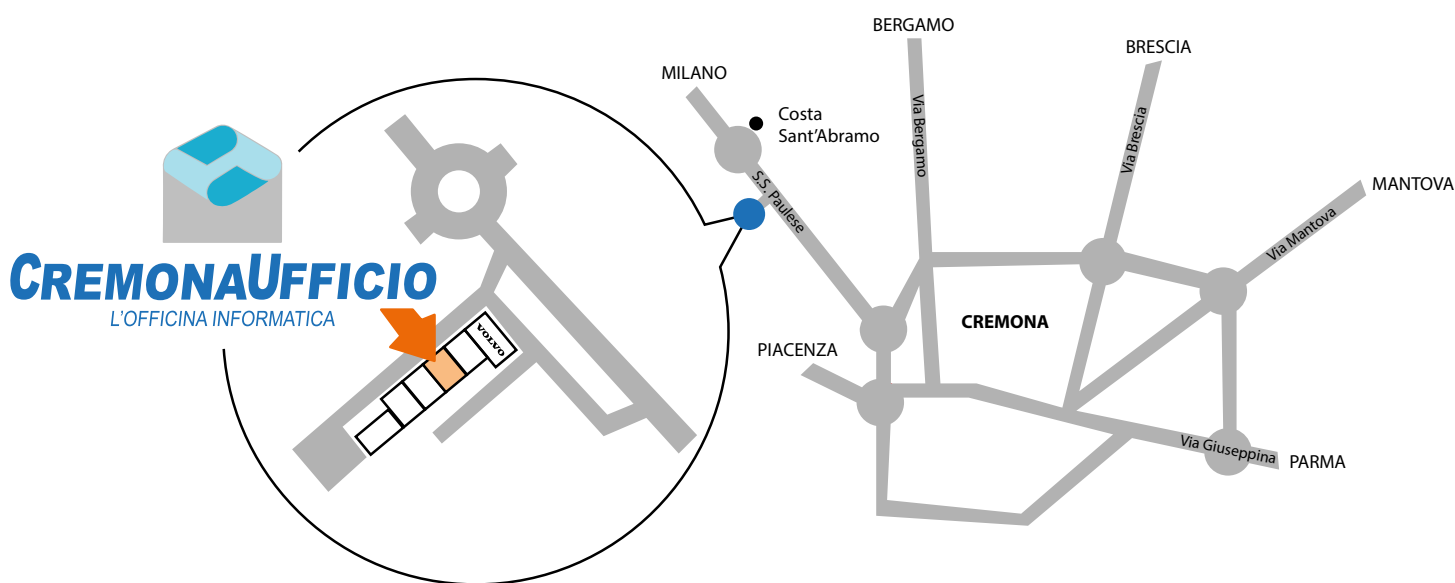 BERGAMO
BRESCIA
MILANO
Costa
Sant'Abramo
Via Bergamo
Via Brescia
MANTOVA
S.S. Paulese
Via Mantova
CREMONAUFFICIO
L'OFFICINA INFORMATICA
VOLVO
CREMONA
PIACENZA
Via Giuseppina
PARMA